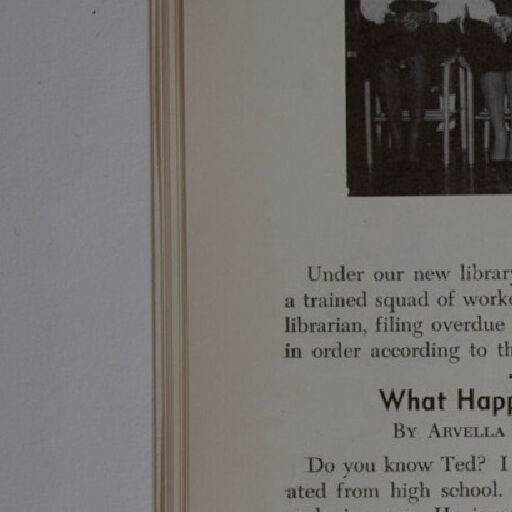 Under our new library
a trained squad of worke
librarian, filing overdue
in order according to th
What Happ
BY ARVELLA
Do you know Ted? I
ated from high school.